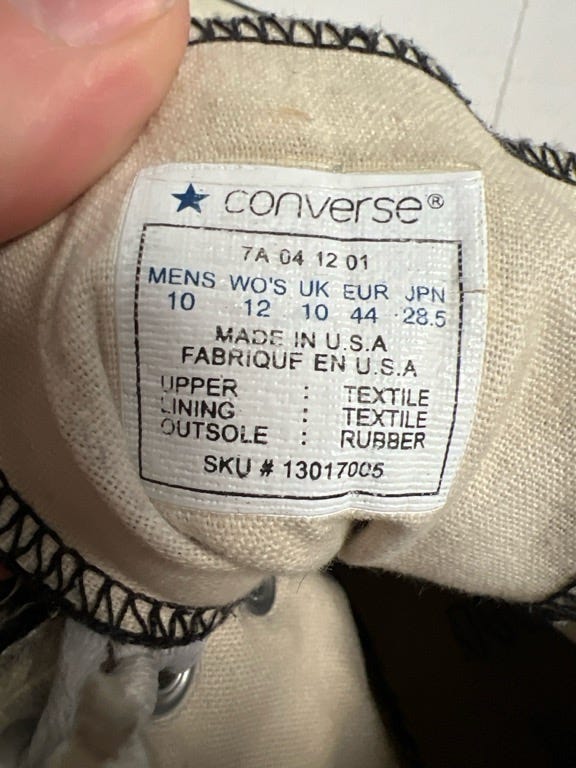 converse®
7A 04 12 01
MENS WO'S UK EUR JPN
10 12 10 44 28.5
MADE IN U.S.A
FABRIQUE EN U.S.A
UPPER : TEXTILE
LINING : TEXTILE
OUTSOLE : RUBBER
SKU # 13017005